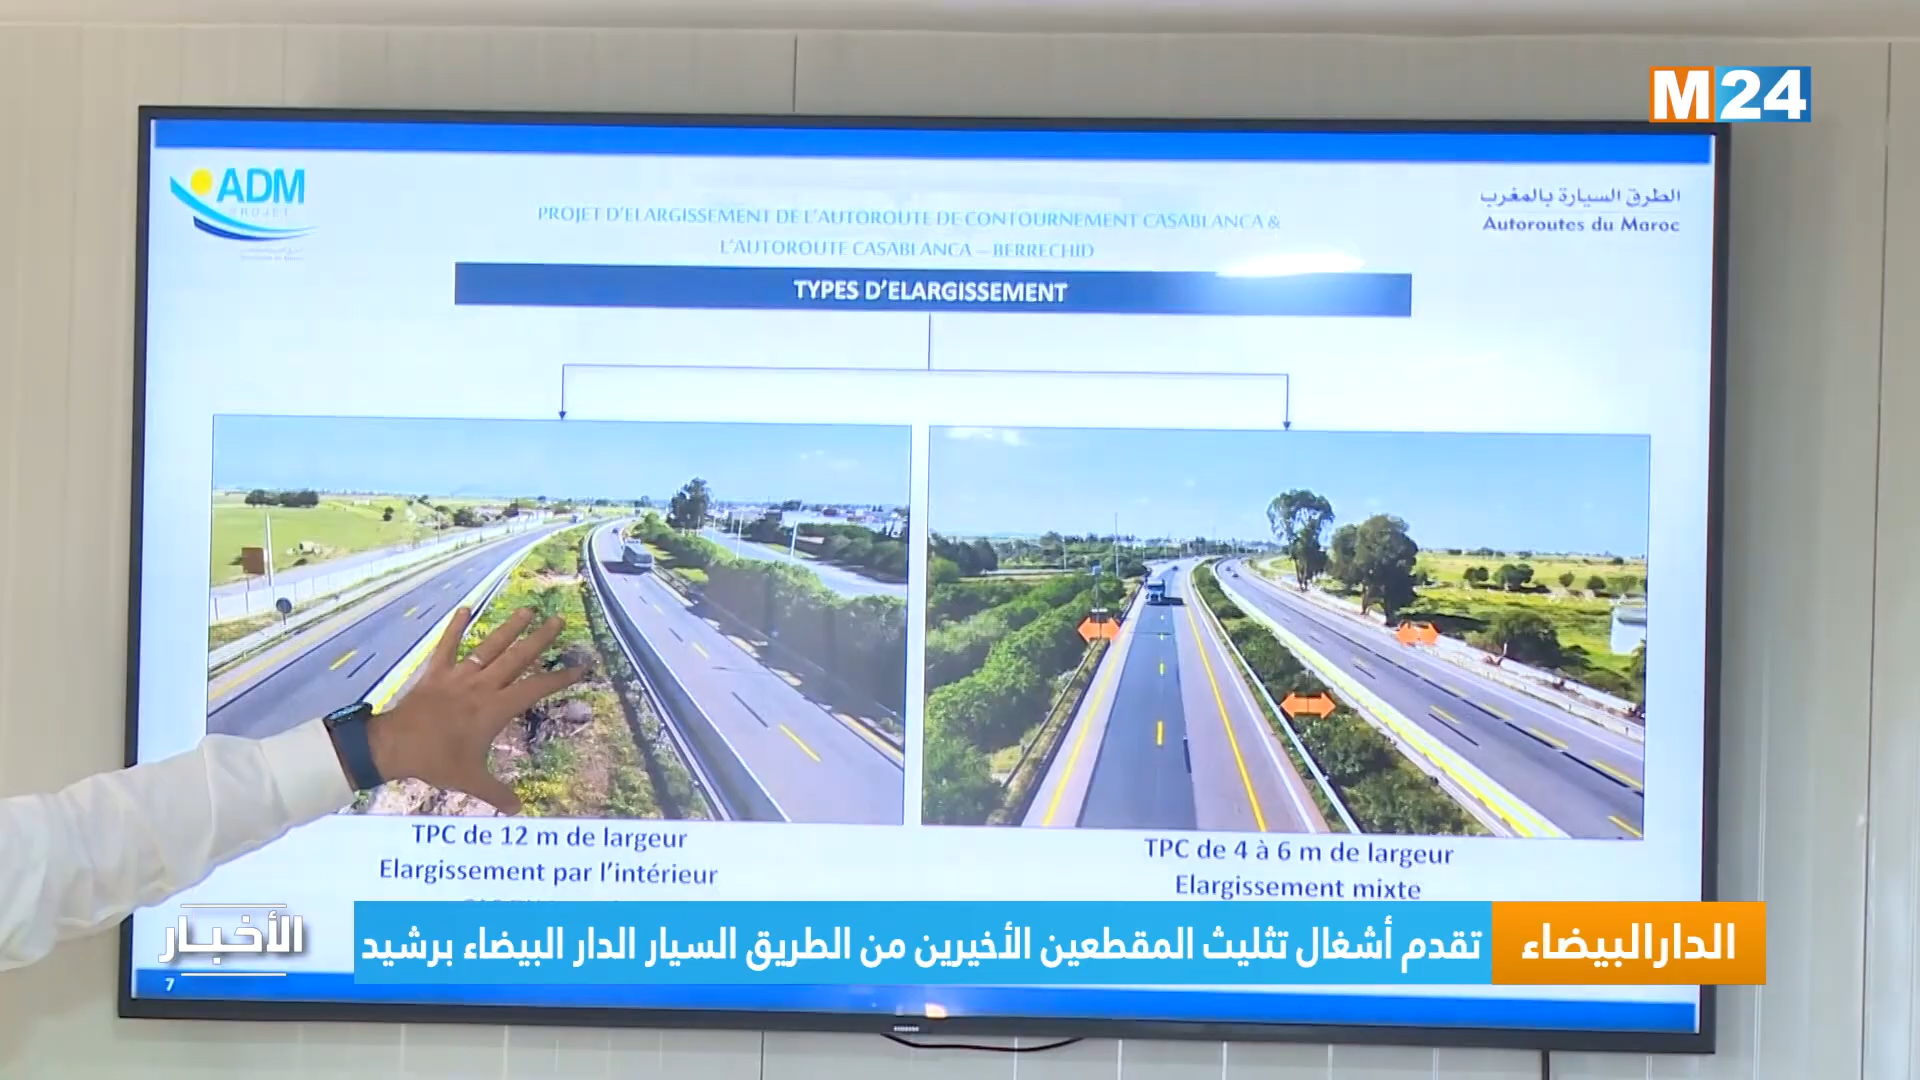 M24
ADM
PROJET
الطرق السيارة بالمغرب
Autoroutes du Maroc
PROJET D'ELARGISSEMENT DE L'AUTOROUTE DE CONTOURNEMENT CASABLANCA &
L'AUTOROUTE CASABLANCA – BERRECHID
TYPES D'ELARGISSEMENT
TPC de 12 m de largeur
Elargissement par l'intérieur
TPC de 4 à 6 m de largeur
Elargissement mixte
الدارالبيضاء
تقدم أشغال تثليث المقطعين الأخيرين من الطريق السيار الدار البيضاء برشيد
الأخبار
7
SAMSUNG